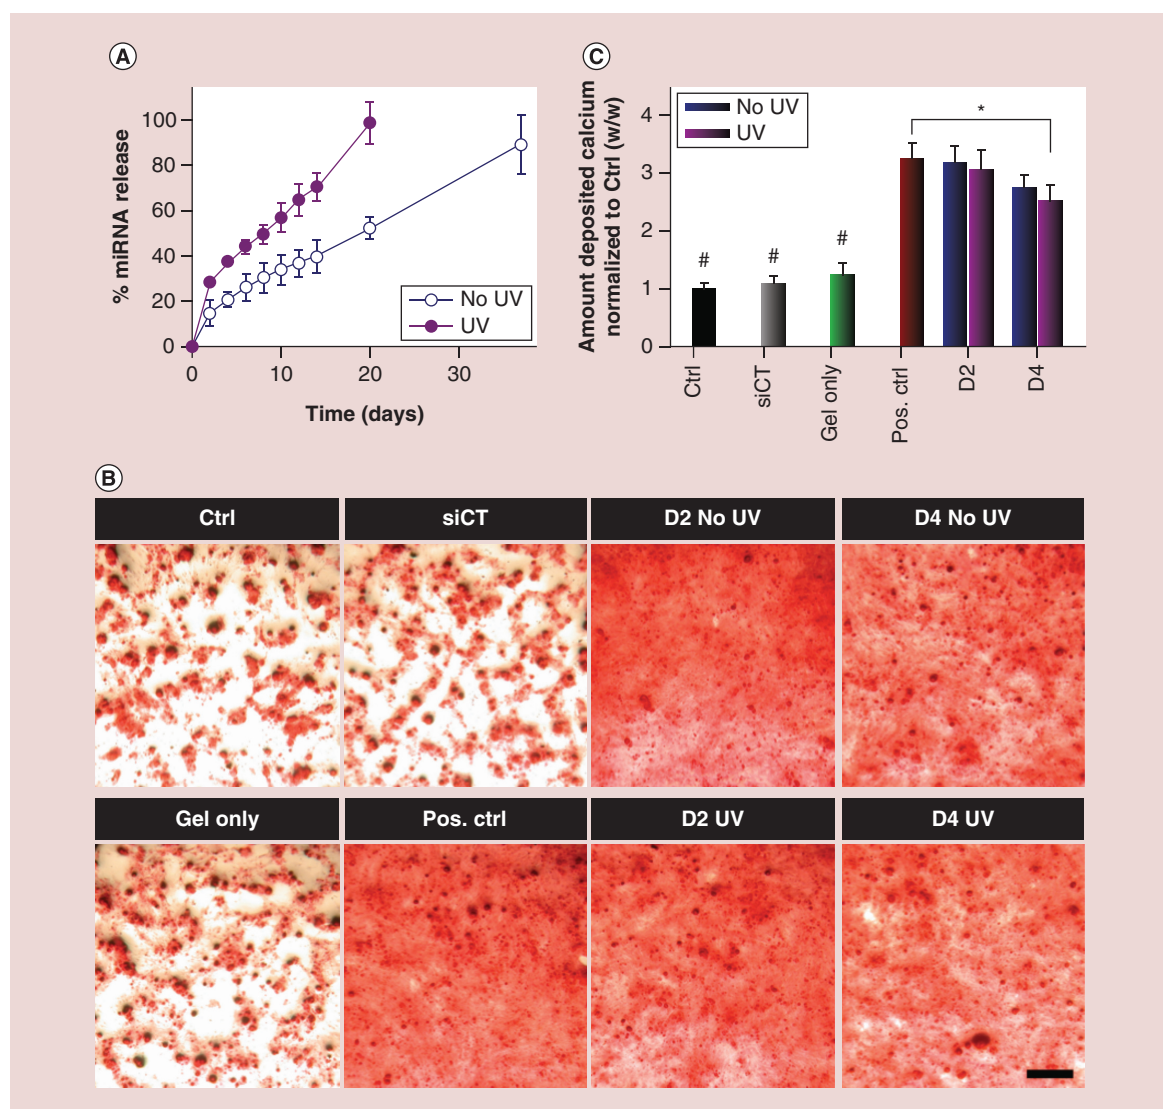 A
% miRNA release
100
80
60
40
20
0
0 10 20 30
Time (days)
No UV
UV
C
Amount deposited calcium
normalized to Ctrl (w/w)
4
3
2
1
0
No UV
UV
*
# # #
Ctrl
siCT
Gel only
Pos. ctrl
D2
D4
B
Ctrl siCT D2 No UV D4 No UV
Gel only Pos. ctrl D2 UV D4 UV